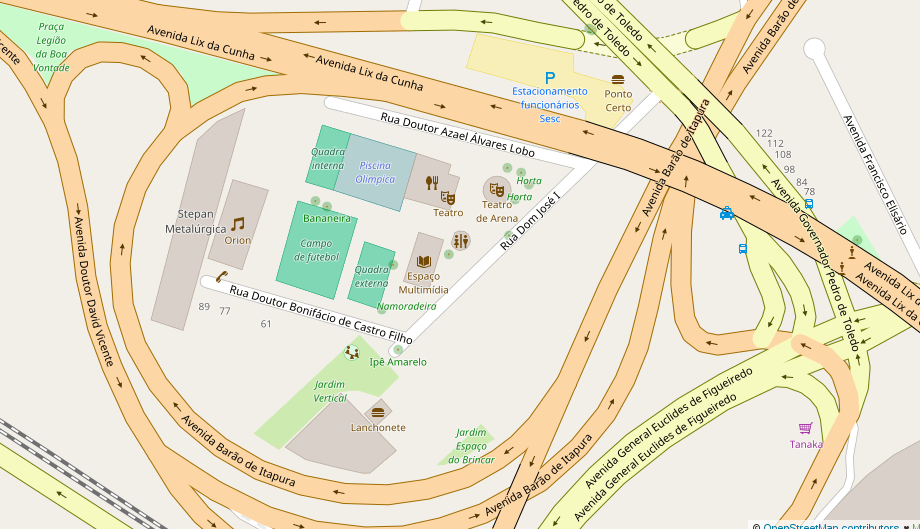 Praça
Legião
da Boa
Vontade
Vicente
Avenida Lix da Cunha
Avenida Lix da Cunha
Estacionamento
funcionários
Sesc
Ponto
Certo
Pedro de Toledo
de Toledo
Avenida Barão de
Rua Doutor Azael Álvares Lobo
Avenida Barão de Itapura
Avenida Francisco Elisário
122
112
108
98
84
78
Quadra
interna
Piscina
Olimpica
Teatro
Teatro
de Arena
Horta
Horta
Stepan
Metalúrgica
Orion
Bananeira
Campo
de futebol
Quadra
externa
Espaço
Multimídia
Namoradeira
Rua Dom José I
Avenida Governador Pedro de Toledo
Avenida Lix
Avenida Lix da
Avenida Doutor David Vicente
89
77
61
Rua Doutor Bonifácio de Castro Filho
Ipê Amarelo
Jardim
Vertical
Lanchonete
Jardim
Espaço
do Brincar
Avenida Barão de Itapura
Avenida Barão de Itapura
Avenida General Euclides de Figueiredo
Avenida General Euclides de Figueiredo
Tanaka
© OpenStreetMap contributors ♥